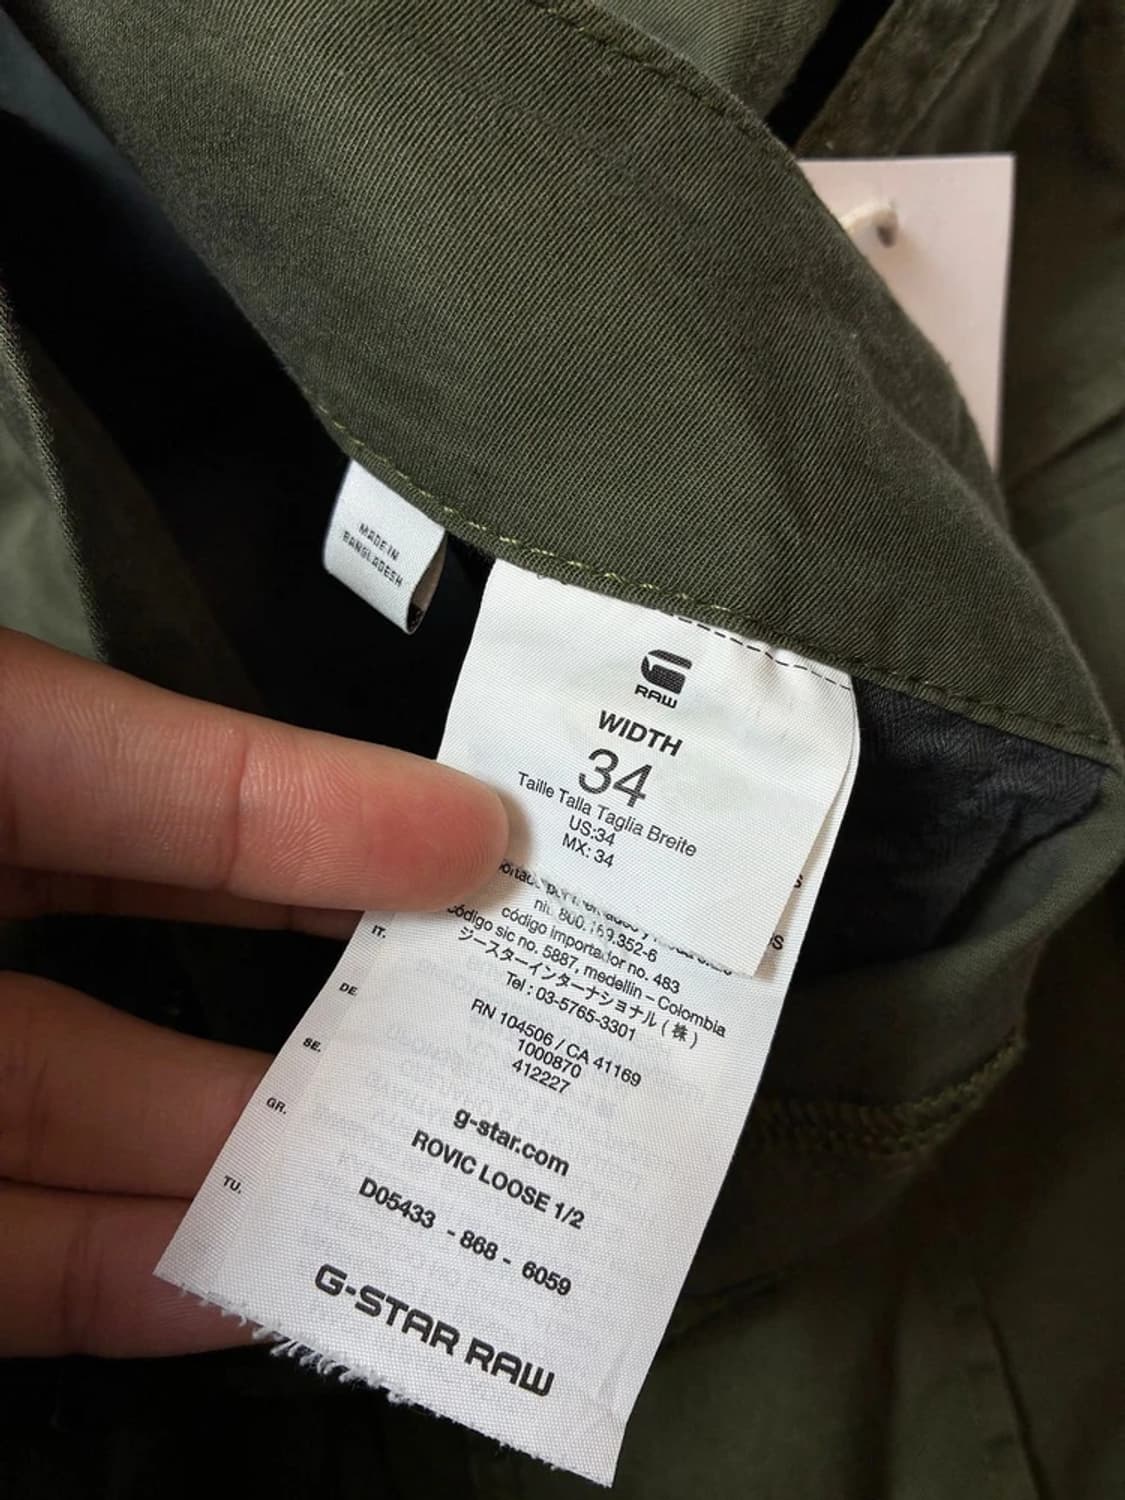 MADE IN
BANGLADESH
RAW
WIDTH
34
Taille Talla Taglia Breite
US:34
MX: 34
nit. 800.169.352-6
código importador no. 483
código sic no. 5887, medellin – Colombia
ジースターインターナショナル ( 株 )
Tel : 03-5765-3301
RN 104506 / CA 41169
1000870
412227
IT.
DE.
SE.
GR.
TU.
g-star.com
ROVIC LOOSE 1/2
D05433 - 868 - 6059
G-STAR RAW